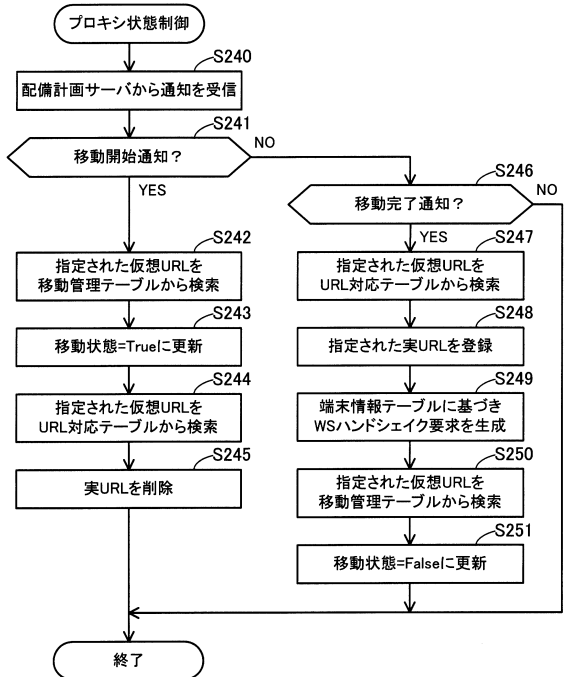 プロキシ状態制御
S240
配備計画サーバから通知を受信
S241
移動開始通知？
NO
YES
S242
指定された仮想URLを
移動管理テーブルから検索
S243
移動状態=Trueに更新
S244
指定された仮想URLを
URL対応テーブルから検索
S245
実URLを削除
S246
移動完了通知？
NO
YES
S247
指定された仮想URLを
URL対応テーブルから検索
S248
指定された実URLを登録
S249
端末情報テーブルに基づき
WSハンドシェイク要求を生成
S250
指定された仮想URLを
移動管理テーブルから検索
S251
移動状態=Falseに更新
終了